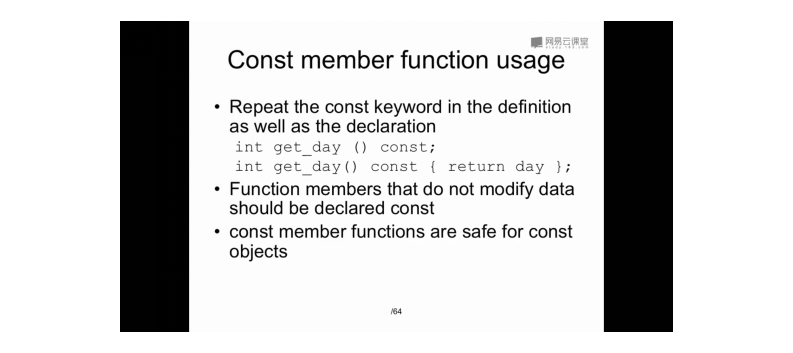 网易云课堂
Const member function usage
• Repeat the const keyword in the definition
as well as the declaration
int get_day () const;
int get_day() const { return day };
• Function members that do not modify data
should be declared const
• const member functions are safe for const
objects
/64